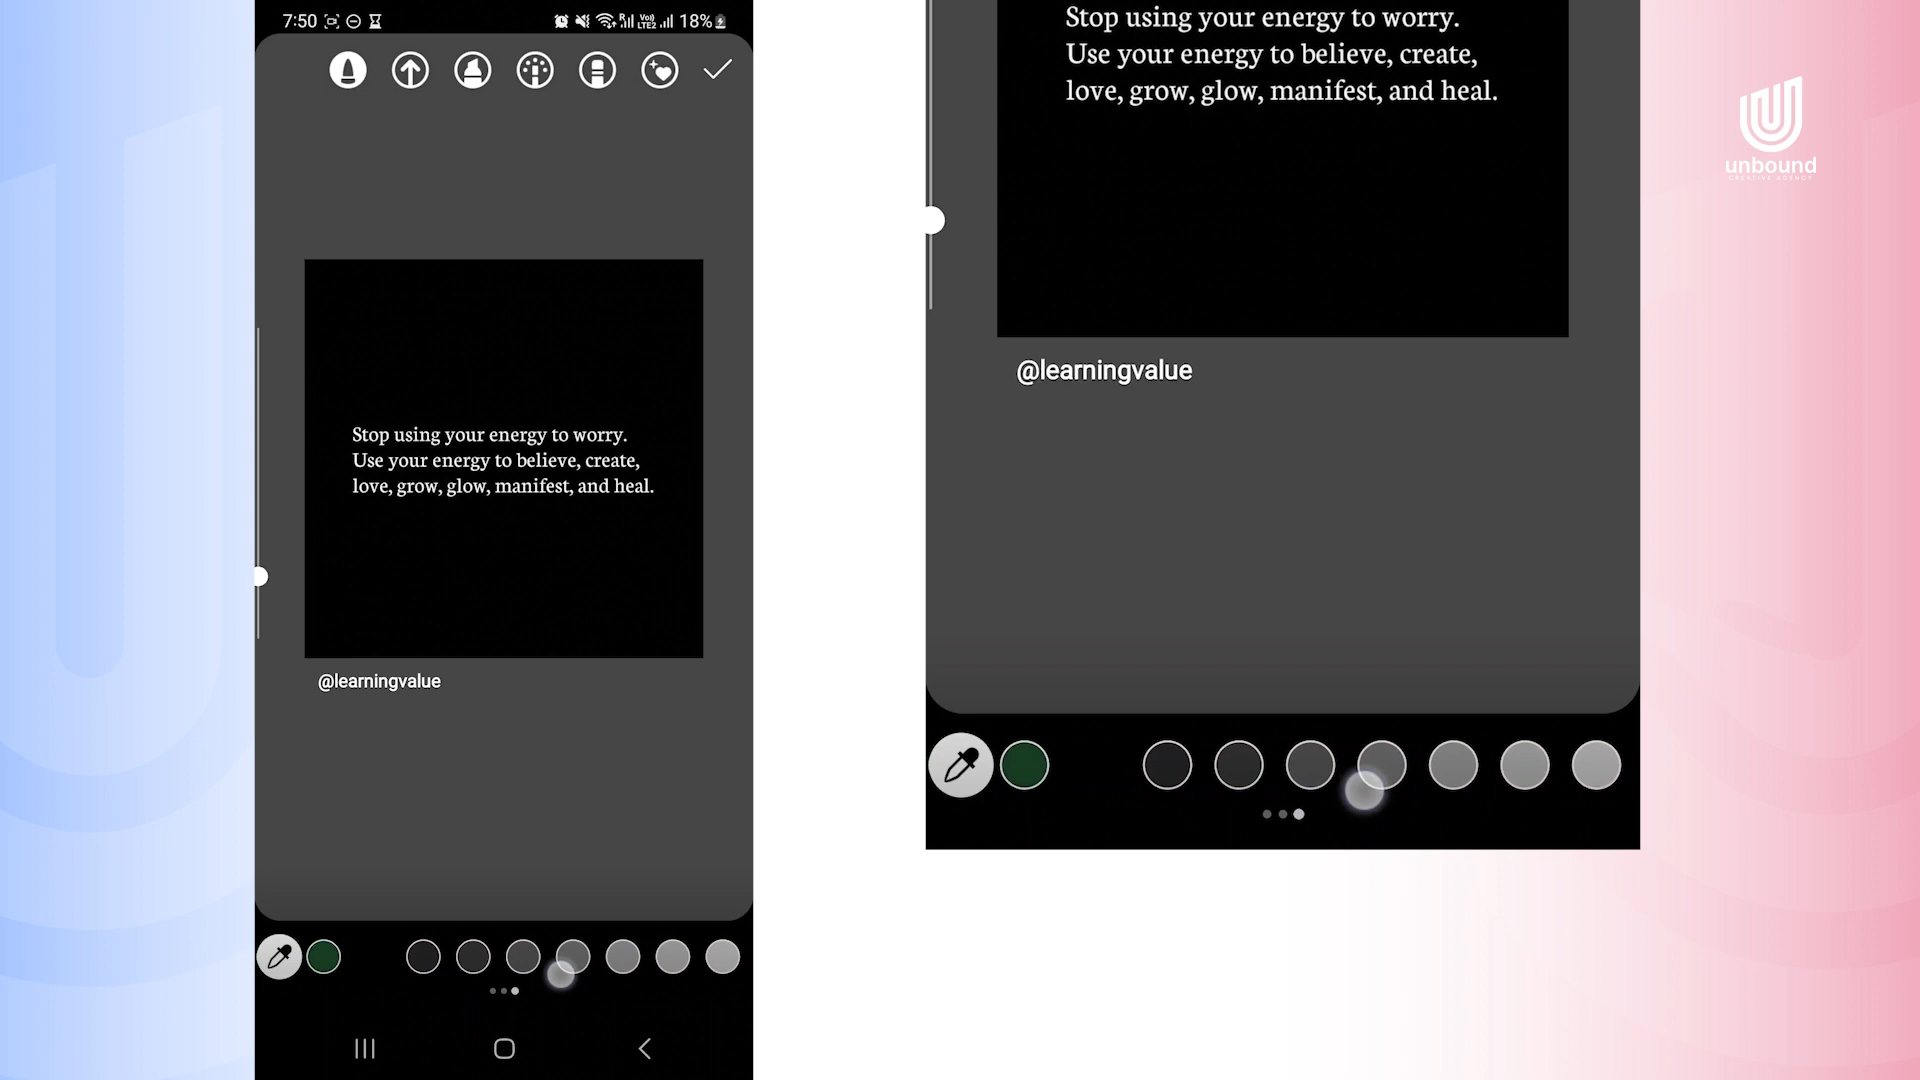 7:50
18%
Stop using your energy to worry.
Use your energy to believe, create,
love, grow, glow, manifest, and heal.
@learningvalue
Stop using your energy to worry.
Use your energy to believe, create,
love, grow, glow, manifest, and heal.
@learningvalue
unbound
CREATIVE AGENCY